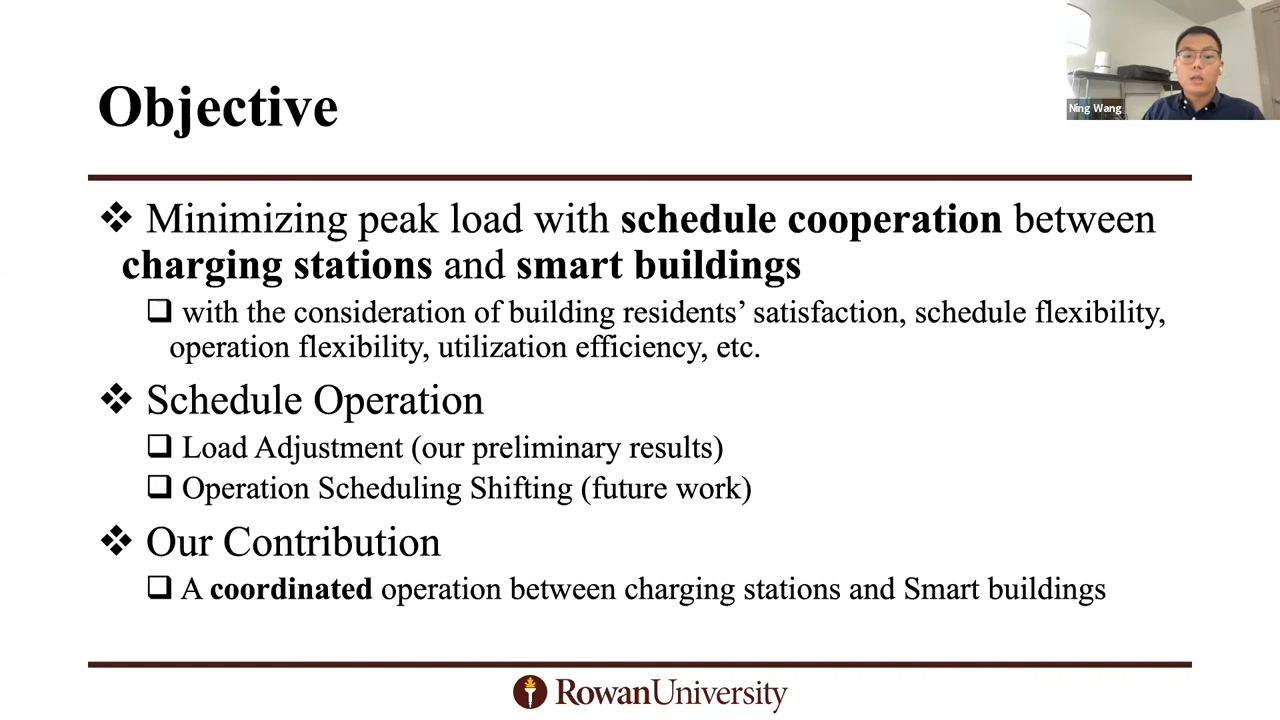 Objective
Ning Wang
❖ Minimizing peak load with schedule cooperation between
charging stations and smart buildings
❑ with the consideration of building residents’ satisfaction, schedule flexibility,
operation flexibility, utilization efficiency, etc.
❖ Schedule Operation
❑ Load Adjustment (our preliminary results)
❑ Operation Scheduling Shifting (future work)
❖ Our Contribution
❑ A coordinated operation between charging stations and Smart buildings
RowanUniversity